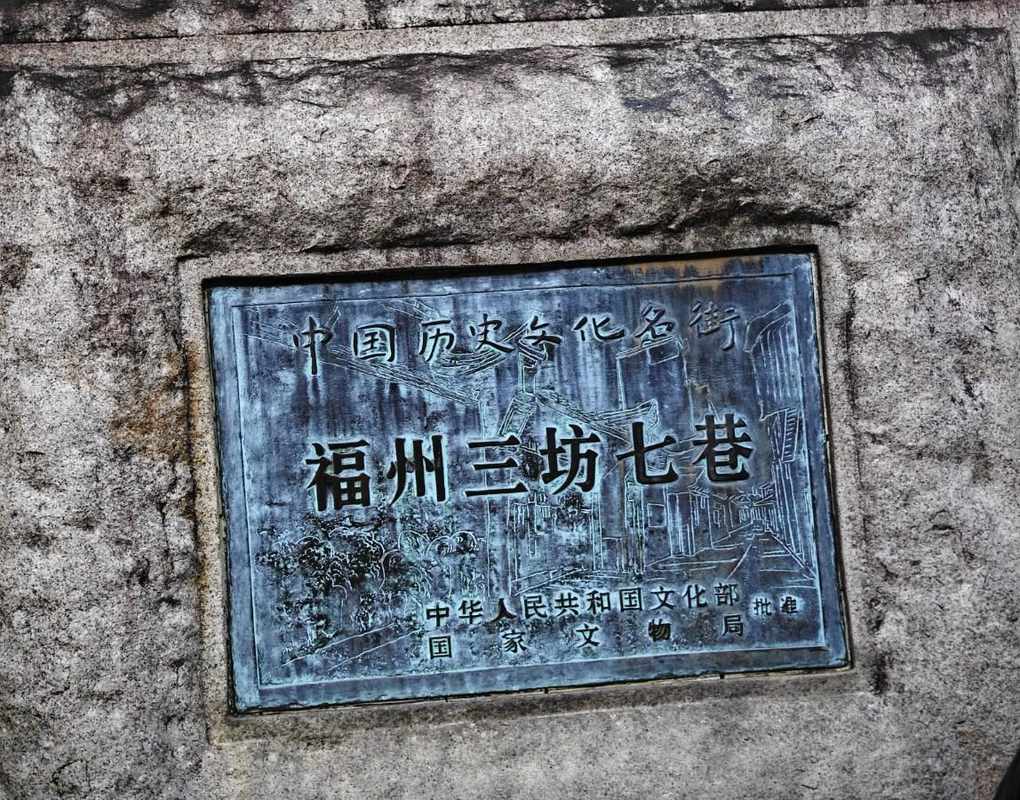 中国历史文化名街
福州三坊七巷
中华人民共和国文化部 批准
国家文物局